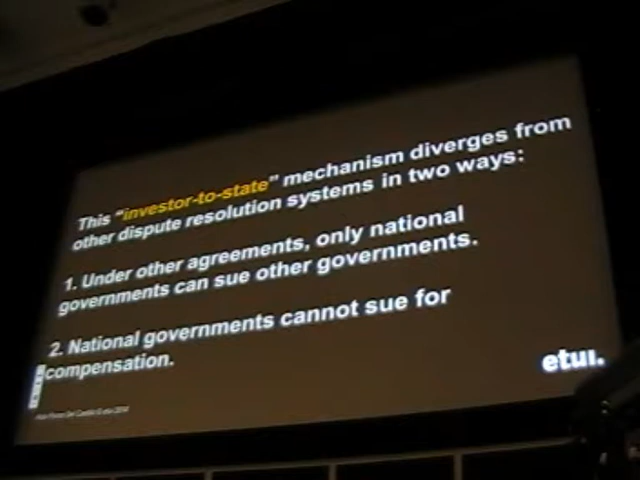 This "investor-to-state" mechanism diverges from
other dispute resolution systems in two ways:
1. Under other agreements, only national
governments can sue other governments.
2. National governments cannot sue for
compensation.
etui.